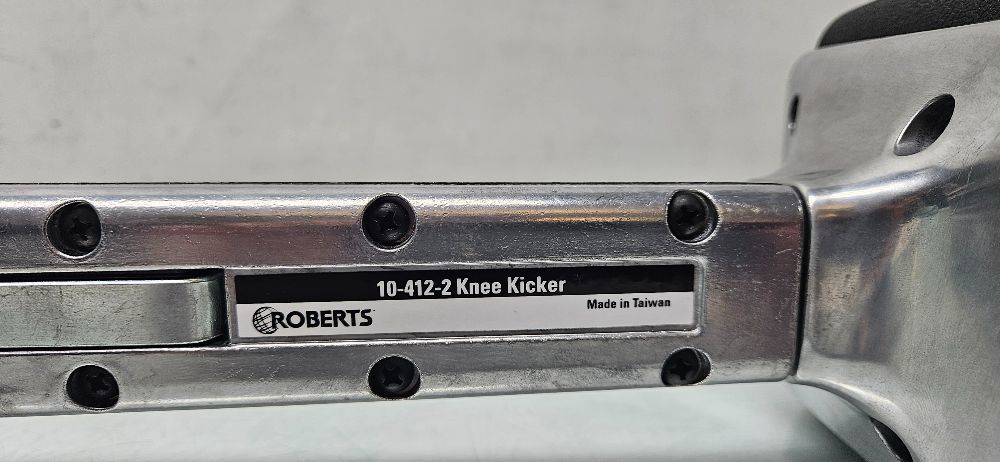 10-412-2 Knee Kicker
ROBERTS
Made in Taiwan